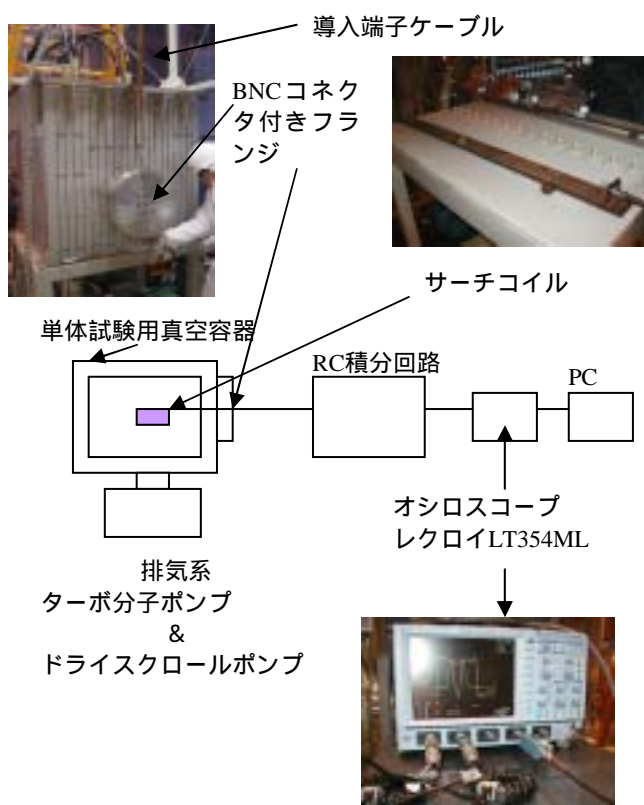 導入端子ケーブル
BNCコネク
タ付きフラ
ンジ
サーチコイル
単体試験用真空容器
RC積分回路
PC
オシロスコープ
レクロイLT354ML
排気系
ターボ分子ポンプ
&
ドライスクロールポンプ